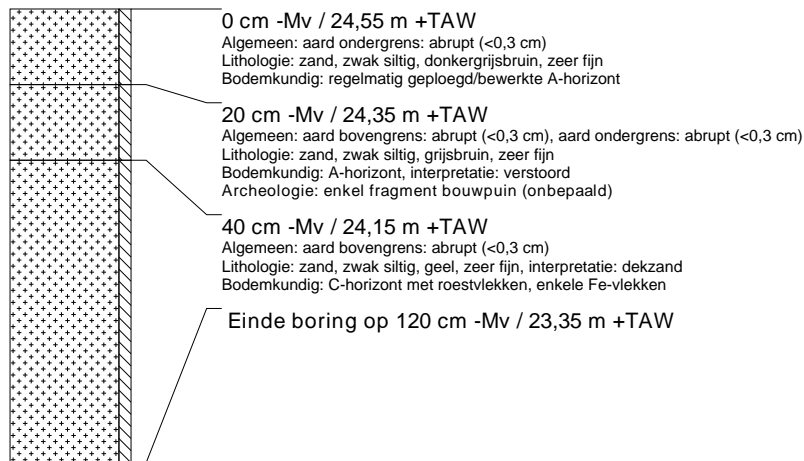 0 cm -Mv / 24,55 m +TAW
Algemeen: aard ondergrens: abrupt (<0,3 cm)
Lithologie: zand, zwak siltig, donkergrijsbruin, zeer fijn
Bodemkundig: regelmatig geploegd/bewerkte A-horizont
20 cm -Mv / 24,35 m +TAW
Algemeen: aard bovengrens: abrupt (<0,3 cm), aard ondergrens: abrupt (<0,3 cm)
Lithologie: zand, zwak siltig, grijsbruin, zeer fijn
Bodemkundig: A-horizont, interpretatie: verstoord
Archeologie: enkel fragment bouwpuin (onbepaald)
40 cm -Mv / 24,15 m +TAW
Algemeen: aard bovengrens: abrupt (<0,3 cm)
Lithologie: zand, zwak siltig, geel, zeer fijn, interpretatie: dekzand
Bodemkundig: C-horizont met roestvlekken, enkele Fe-vlekken
Einde boring op 120 cm -Mv / 23,35 m +TAW